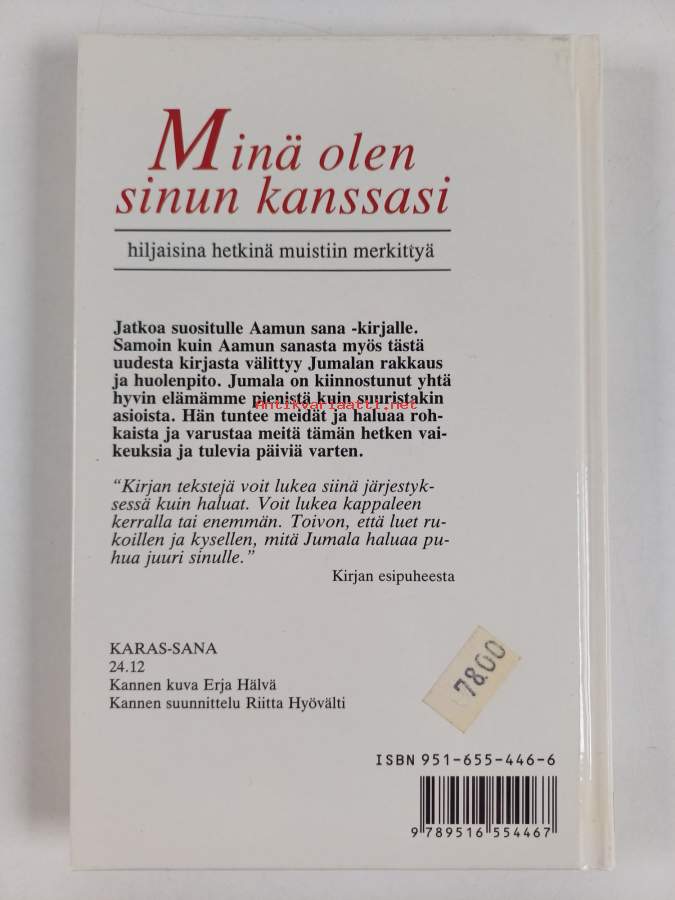 Minä olen
sinun kanssasi
hiljaisina hetkinä muistiin merkittyä
Jatkoa suositulle Aamun sana -kirjalle.
Samoin kuin Aamun sanasta myös tästä
uudesta kirjasta välittyy Jumalan rakkaus
ja huolenpito. Jumala on kiinnostunut yhtä
hyvin elämämme pienistä kuin suuristakin
Antikvariaatti.net
asioista. Hän tuntee meidät ja haluaa roh-
kaista ja varustaa meitä tämän hetken vai-
keuksia ja tulevia päiviä varten.
“Kirjan tekstejä voit lukea siinä järjestyk-
sessä kuin haluat. Voit lukea kappaleen
kerralla tai enemmän. Toivon, että luet ru-
koillen ja kysellen, mitä Jumala haluaa pu-
hua juuri sinulle.”
Kirjan esipuheesta
KARAS-SANA
24.12
Kannen kuva Erja Hälvä
Kannen suunnittelu Riitta Hyövälti
78.00
ISBN 951-655-446-6
9 789516 554467